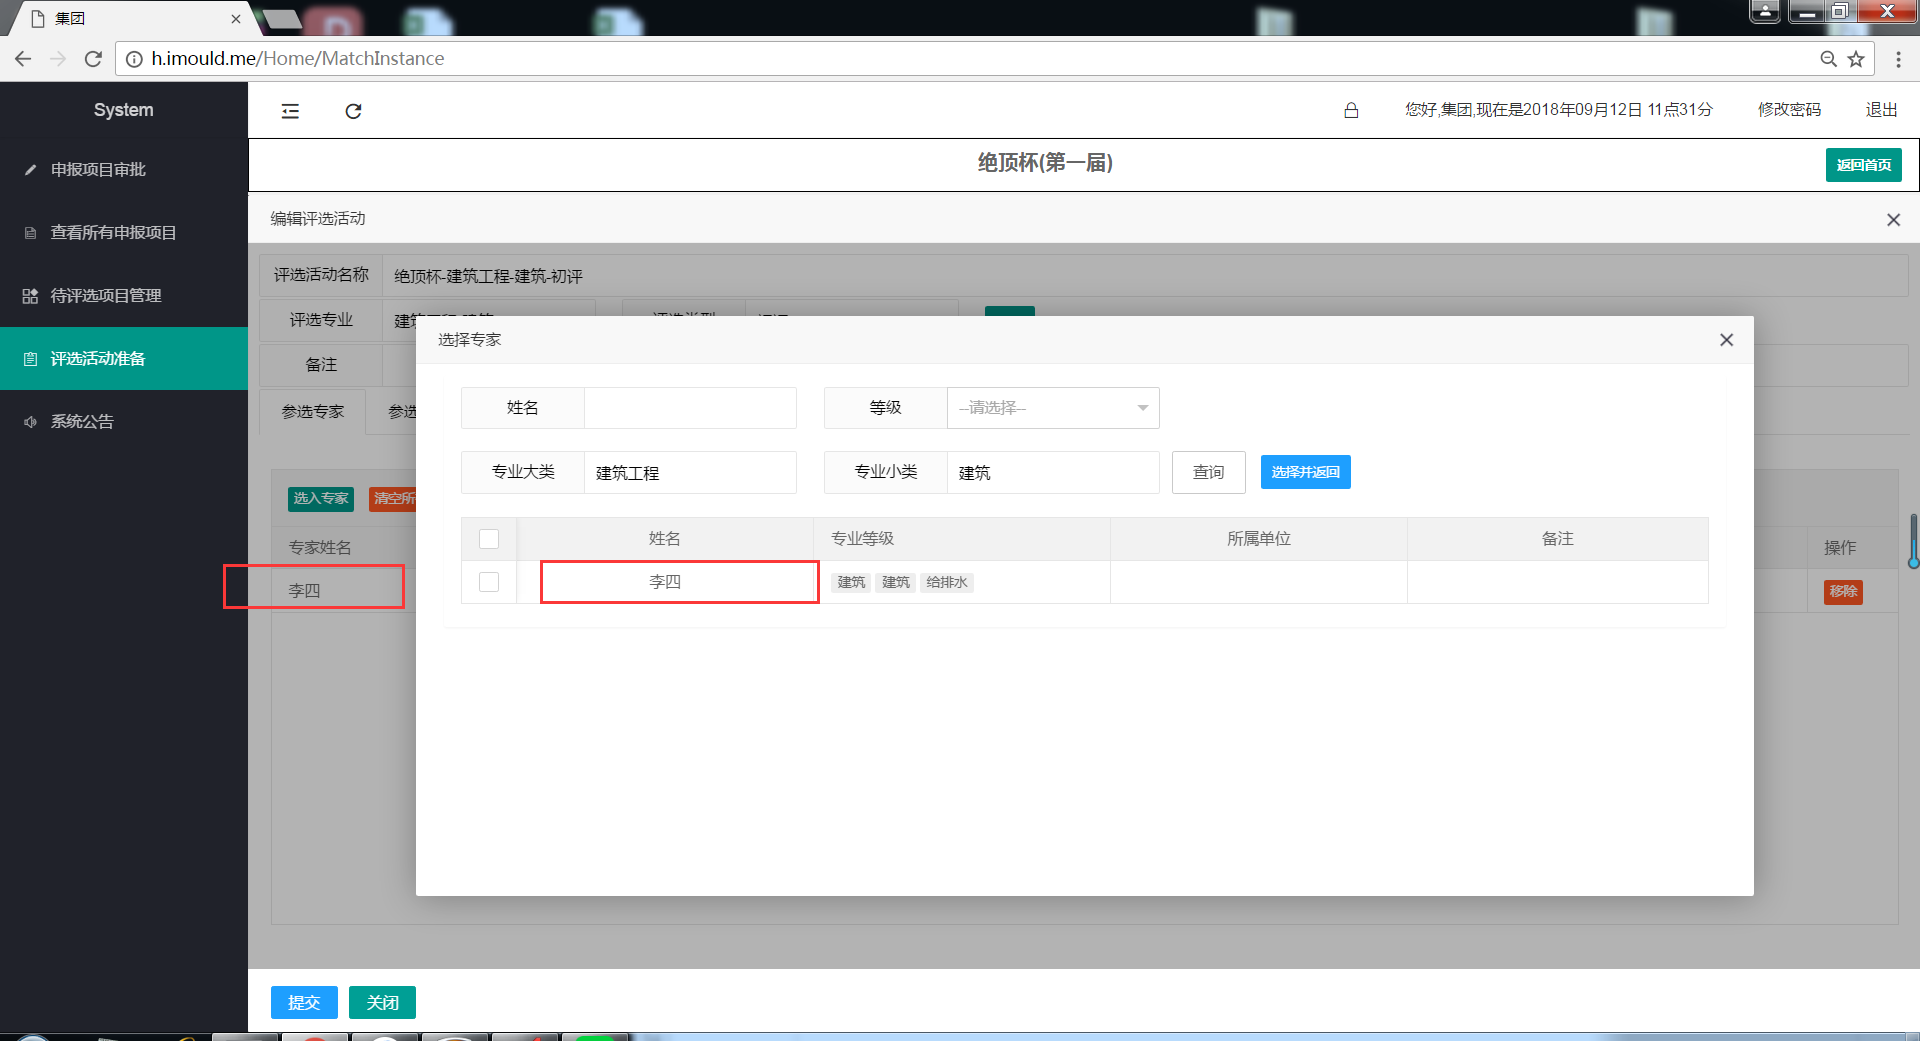 集团
h.imould.me/Home/MatchInstance
System
您好,集团,现在是2018年09月12日 11点31分
修改密码
退出
申报项目审批
查看所有申报项目
待评选项目管理
评选活动准备
系统公告
绝顶杯(第一届)
返回首页
编辑评选活动
评选活动名称
绝顶杯-建筑工程-建筑-初评
评选专业
备注
参选专家
参选
选入专家
清空所
专家姓名
操作
李四
移除
选择专家
姓名
等级
--请选择--
专业大类
建筑工程
专业小类
建筑
查询
选择并返回
姓名
专业等级
所属单位
备注
李四
建筑
建筑
给排水
提交
关闭